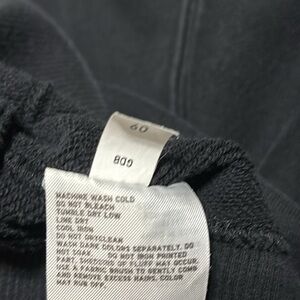 60
GDB
MACHINE WASH COLD
DO NOT BLEACH
TUMBLE DRY LOW
LINE DRY
COOL IRON
DO NOT DRYCLEAN
WASH DARK COLORS SEPARATELY. DO
NOT SOAK. DO NOT IRON PRINTED
PART. SHEDDING OF FLUFF MAY OCCUR.
USE A FABRIC BRUSH TO GENTLY COMB
AND REMOVE EXCESS HAIRS. COLOR
MAY RUN OFF.